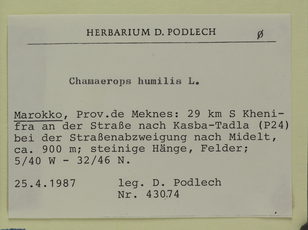 HERBARIUM D. PODLECH ø
Chamaerops humilis L.
Marokko, Prov.de Meknes: 29 km S Kheni-
fra an der Straße nach Kasba-Tadla (P24)
bei der Straßenabzweigung nach Midelt,
ca. 900 m; steinige Hänge, Felder;
5/40 W - 32/46 N.
25.4.1987 leg. D. Podlech
Nr. 43074